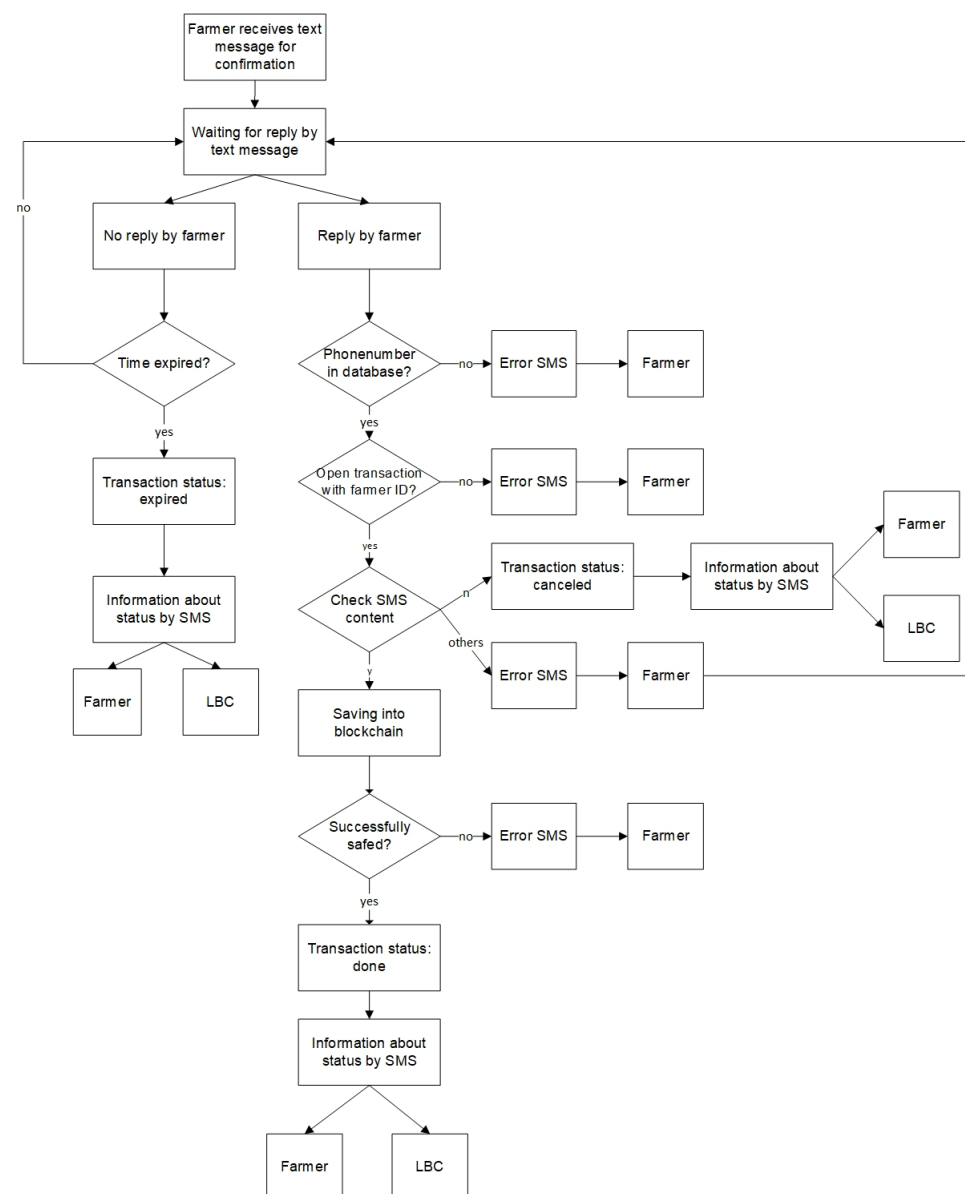 Farmer receives text
message for
confirmation
Waiting for reply by
text message
no
No reply by farmer
Reply by farmer
Time expired?
Phonenumber
in database?
no
Error SMS
Farmer
yes
yes
Transaction status:
expired
Open transaction
with farmer ID?
no
Error SMS
Farmer
yes
Farmer
Transaction status:
canceled
Information about
status by SMS
n
Information about
status by SMS
Check SMS
content
LBC
others
Error SMS
Farmer
Farmer
LBC
y
Saving into
blockchain
Successfully
safed?
no
Error SMS
Farmer
yes
Transaction status:
done
Information about
status by SMS
Farmer
LBC